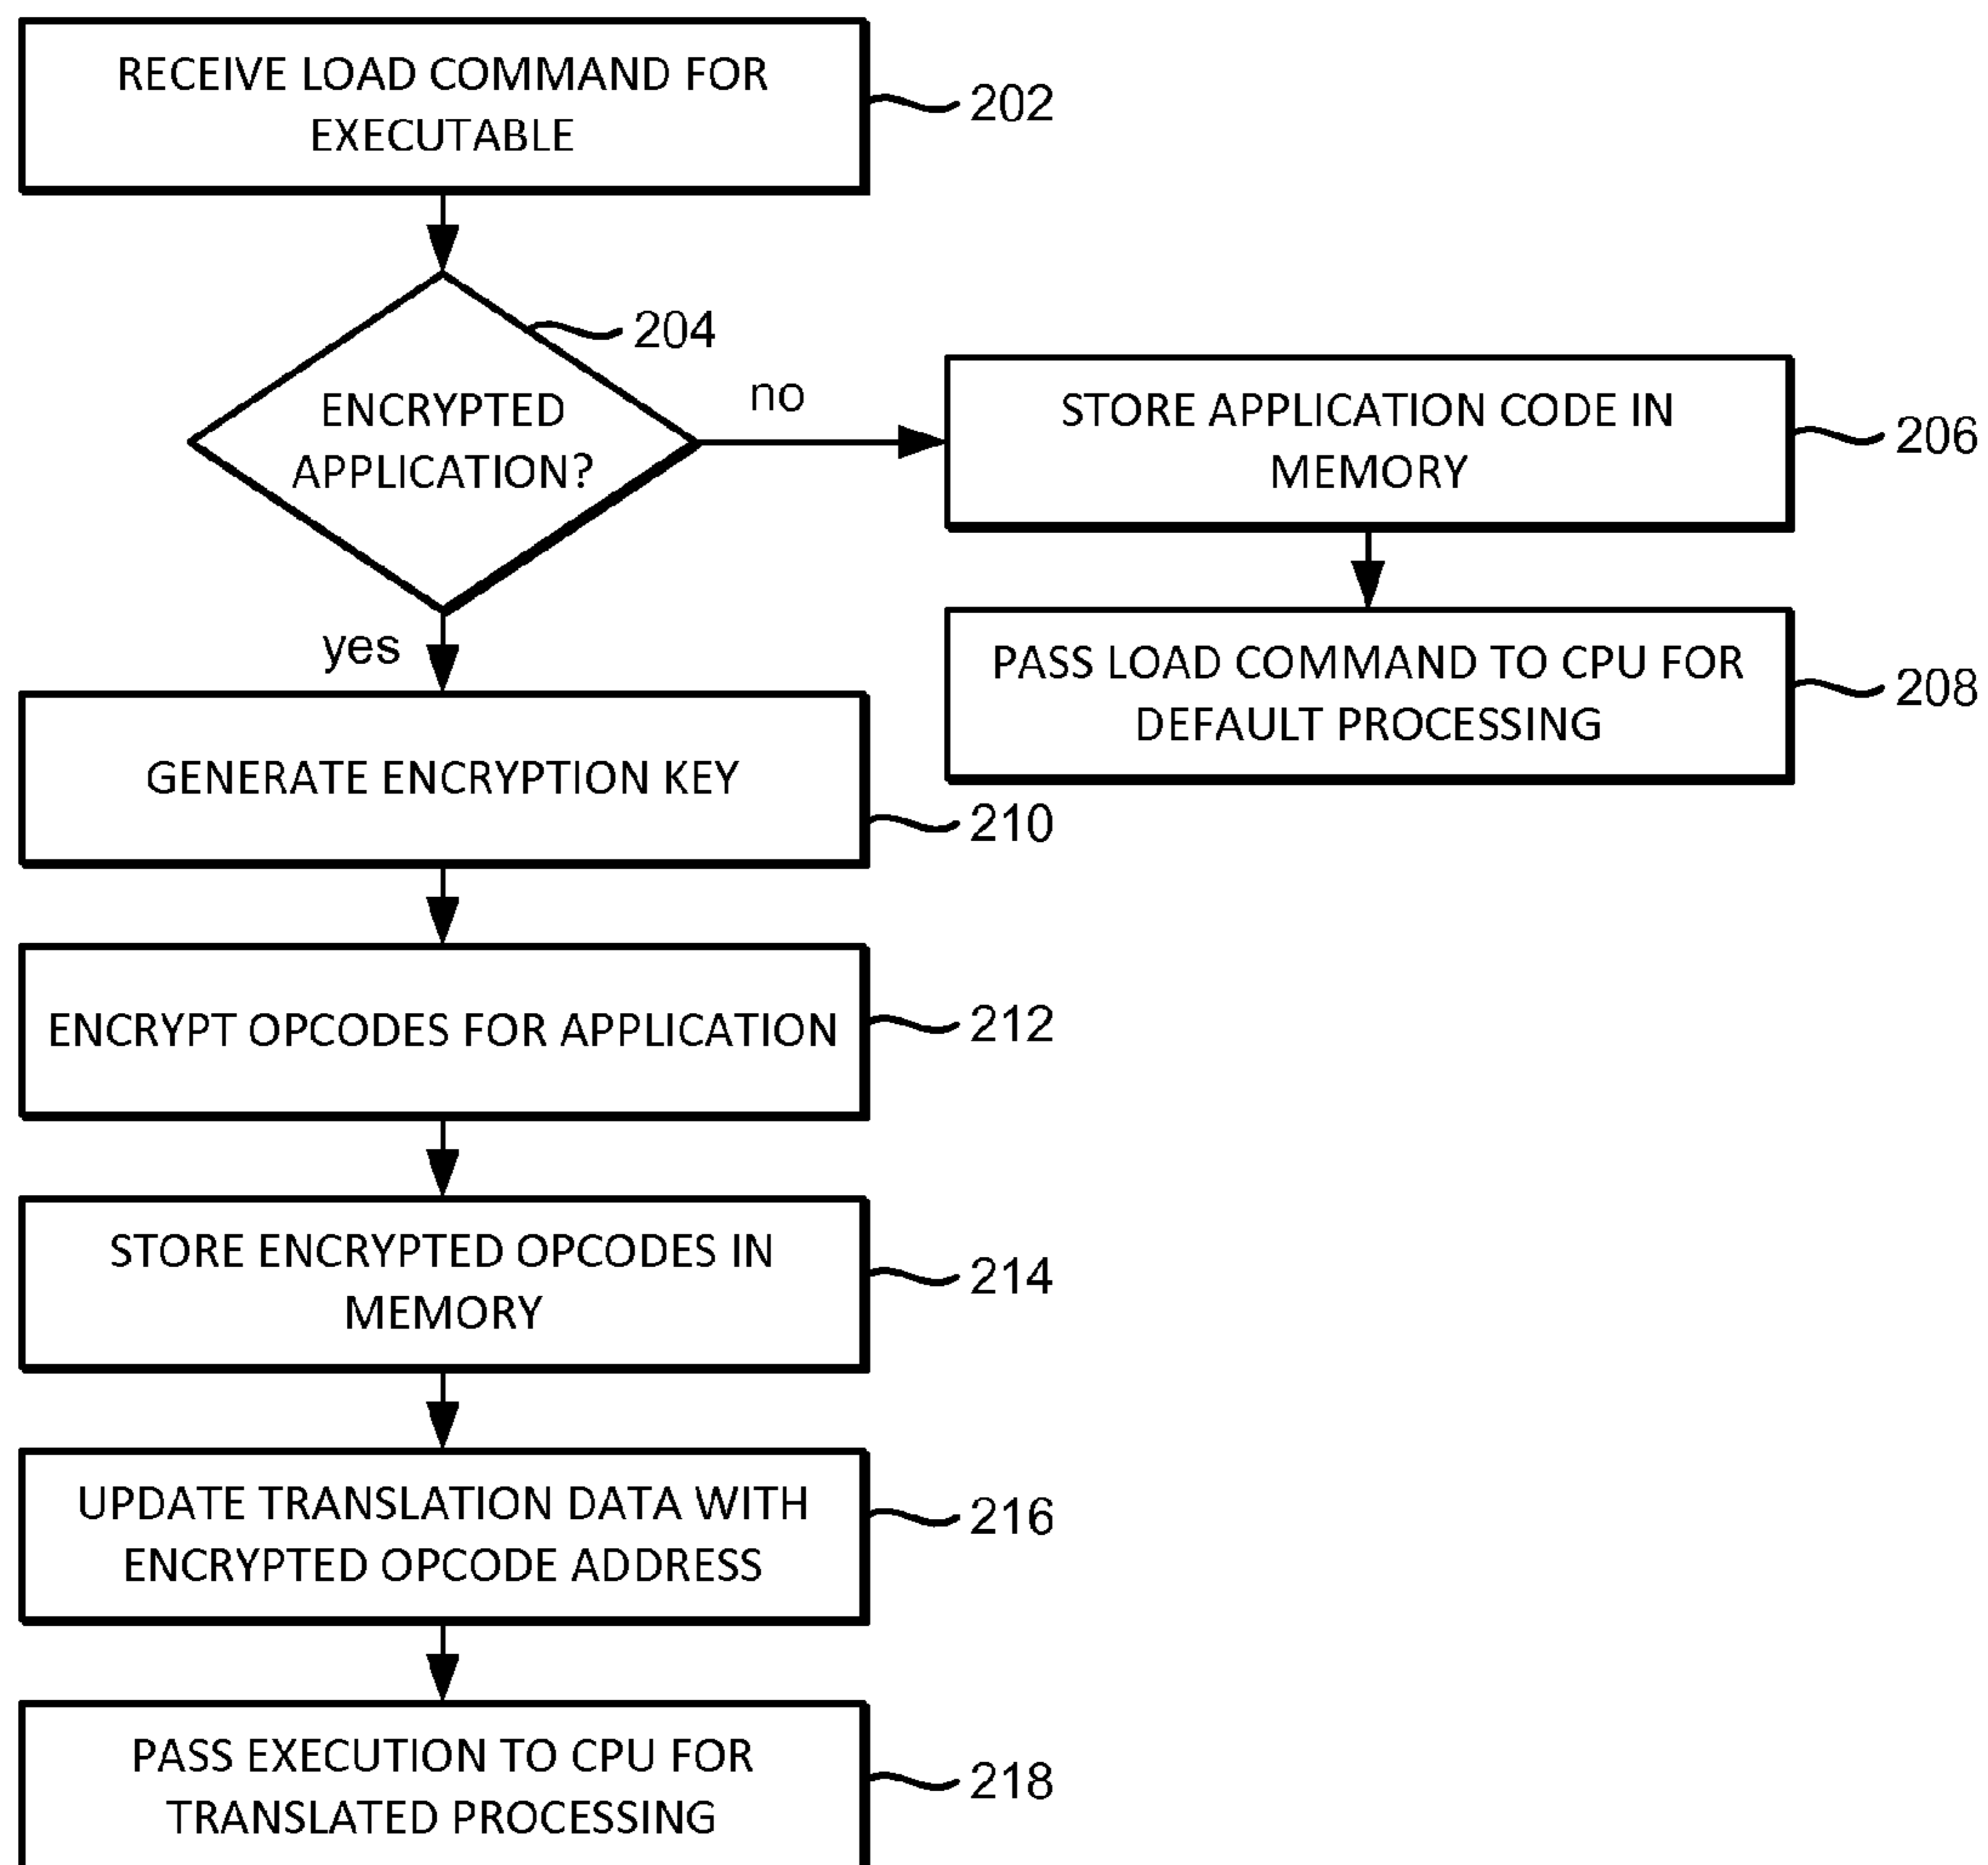 RECEIVE LOAD COMMAND FOR
EXECUTABLE
202
204
ENCRYPTED
APPLICATION?
no
STORE APPLICATION CODE IN
MEMORY
206
PASS LOAD COMMAND TO CPU FOR
DEFAULT PROCESSING
208
yes
GENERATE ENCRYPTION KEY
210
ENCRYPT OPCODES FOR APPLICATION
212
STORE ENCRYPTED OPCODES IN
MEMORY
214
UPDATE TRANSLATION DATA WITH
ENCRYPTED OPCODE ADDRESS
216
PASS EXECUTION TO CPU FOR
TRANSLATED PROCESSING
218